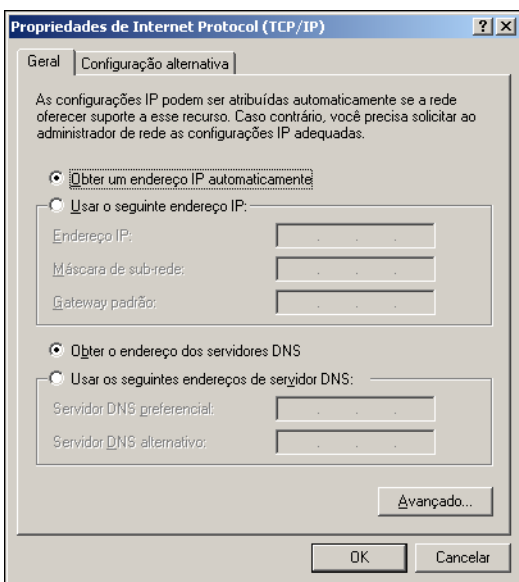 Propriedades de Internet Protocol (TCP/IP)
Geral
Configuração alternativa
As configurações IP podem ser atribuídas automaticamente se a rede
oferecer suporte a esse recurso. Caso contrário, você precisa solicitar ao
administrador de rede as configurações IP adequadas.
Obter um endereço IP automaticamente
Usar o seguinte endereço IP:
Endereço IP:
Máscara de sub-rede:
Gateway padrão:
Obter o endereço dos servidores DNS
Usar os seguintes endereços de servidor DNS:
Servidor DNS preferencial:
Servidor DNS alternativo:
Avançado...
OK
Cancelar